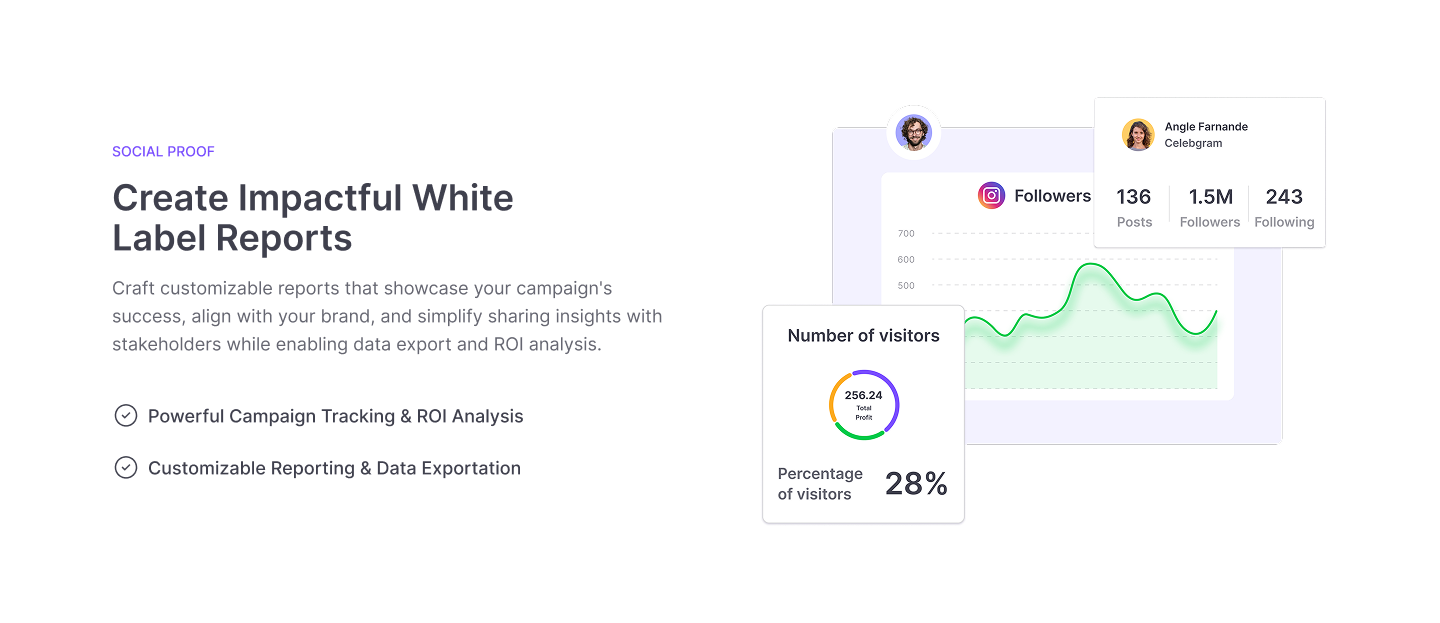 SOCIAL PROOF
Create Impactful White
Label Reports
Craft customizable reports that showcase your campaign's
success, align with your brand, and simplify sharing insights with
stakeholders while enabling data export and ROI analysis.
Powerful Campaign Tracking & ROI Analysis
Customizable Reporting & Data Exportation
Angle Farnande
Celebgram
136
1.5M
243
Posts
Followers
Following
Followers
700
600
500
Number of visitors
256.24
Total
Profit
Percentage
of visitors
28%